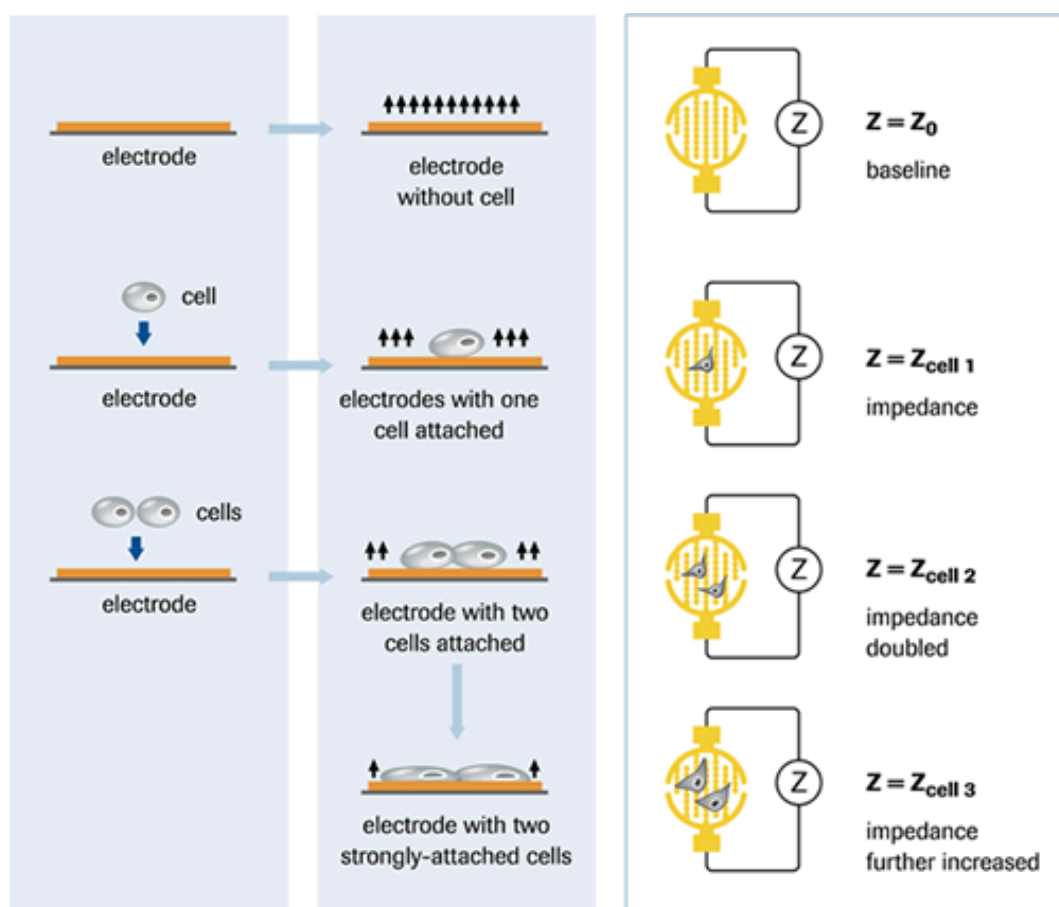 electrode
electrode
without cell
Z
Z = Z0
baseline
cell
electrode
electrodes with one
cell attached
Z
Z = Zcell 1
impedance
cells
electrode
electrode with two
cells attached
Z
Z = Zcell 2
impedance
doubled
electrode with two
strongly-attached cells
Z
Z = Zcell 3
impedance
further increased